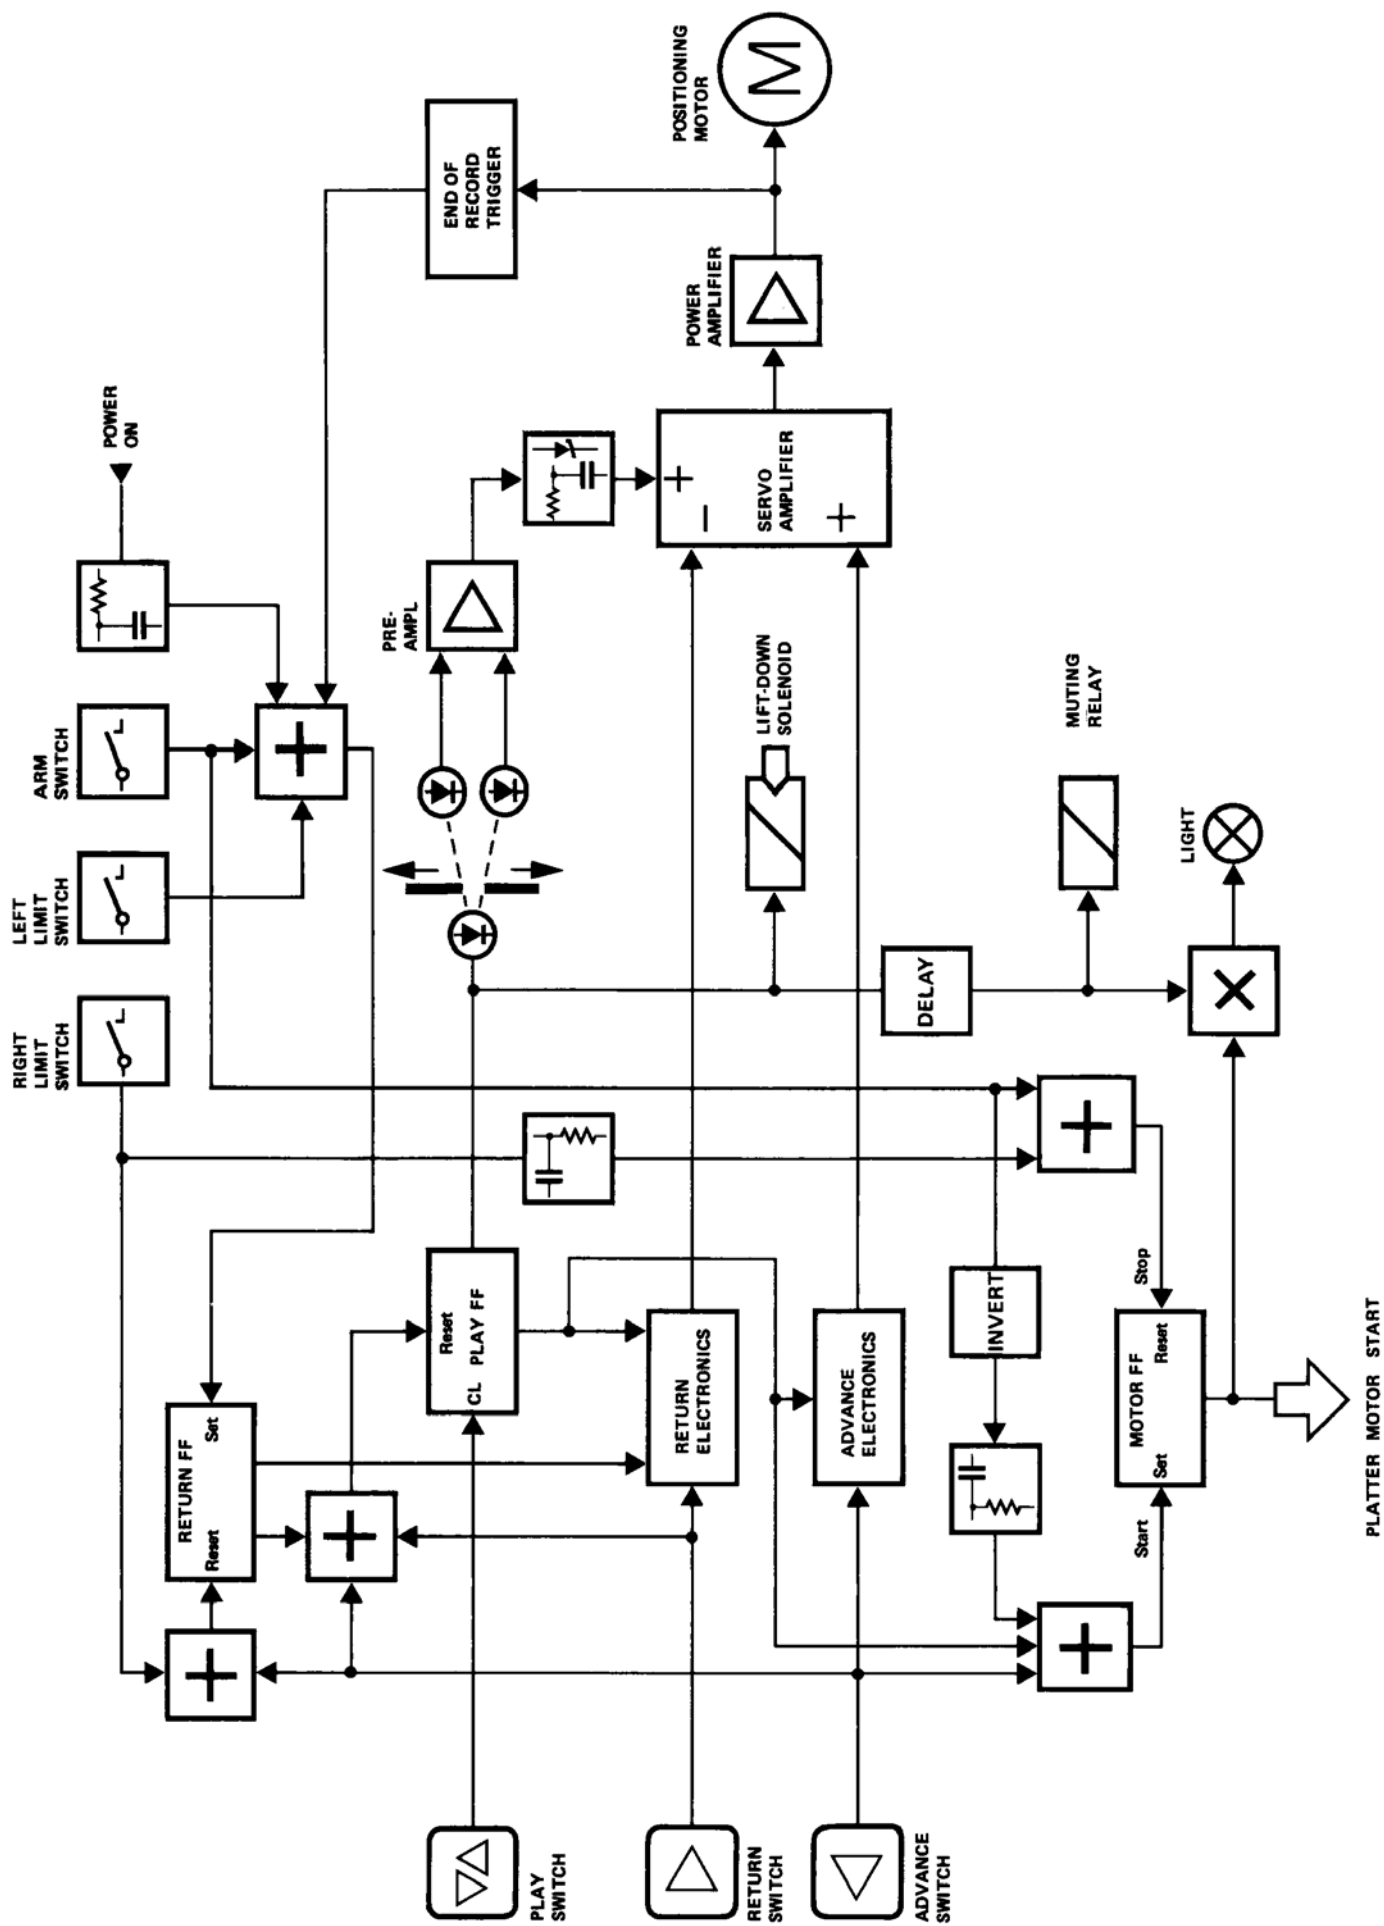 RIGHT
LIMIT
SWITCH
LEFT
LIMIT
SWITCH
ARM
SWITCH
POWER
ON
RETURN FF
Reset
Set
END OF
RECORD
TRIGGER
PLAY
SWITCH
CL
Reset
PLAY FF
PRE-
AMPL
RETURN
SWITCH
RETURN
ELECTRONICS
SERVO
AMPLIFIER
POWER
AMPLIFIER
POSITIONING
MOTOR
M
LIFT-DOWN
SOLENOID
ADVANCE
SWITCH
ADVANCE
ELECTRONICS
DELAY
INVERT
MUTING
RELAY
Start
MOTOR FF
Set
Reset
Stop
LIGHT
PLATTER MOTOR START